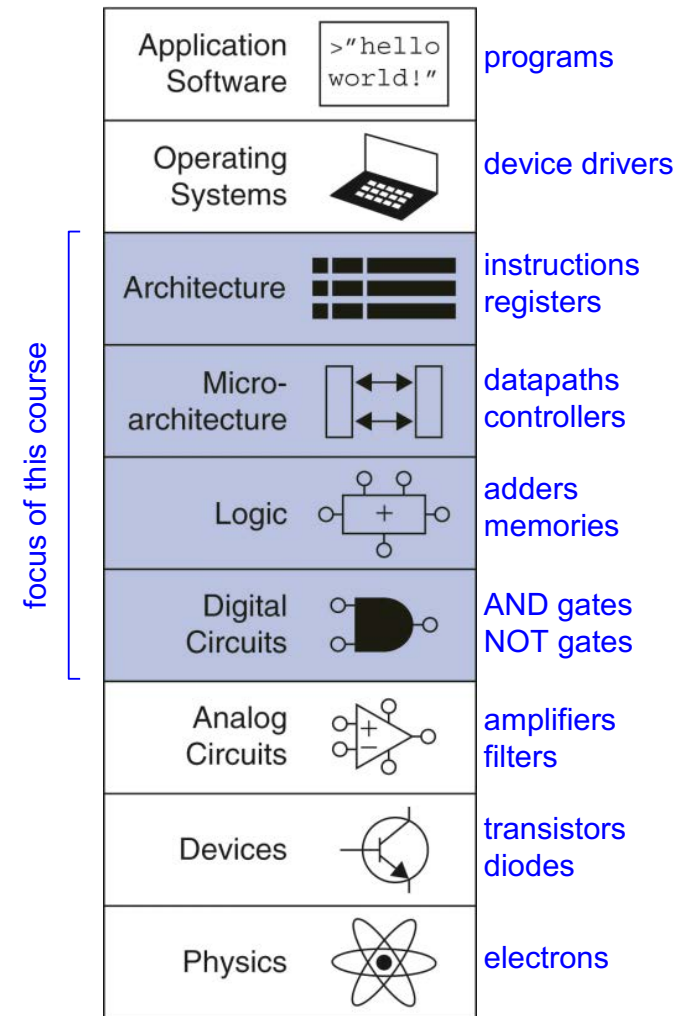 Application
Software
>"hello
world!"
programs
Operating
Systems
device drivers
focus of this course
Architecture
instructions
registers
Micro-
architecture
datapaths
controllers
Logic
+
adders
memories
Digital
Circuits
AND gates
NOT gates
Analog
Circuits
+
−
amplifiers
filters
Devices
transistors
diodes
Physics
electrons